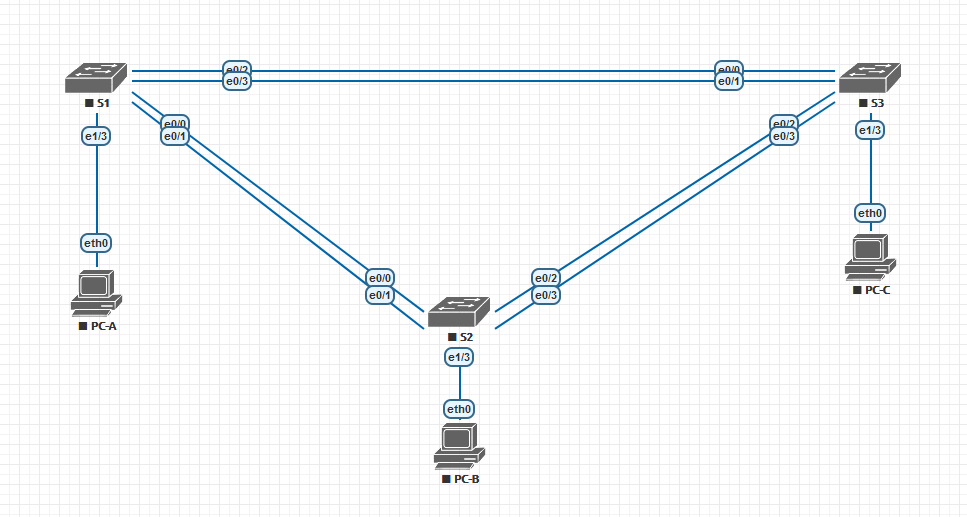 e0/2
e0/0
e0/3
e0/1
S1
S3
e0/0
e0/2
e0/1
e0/3
e1/3
e1/3
eth0
eth0
e0/0
e0/2
e0/1
e0/3
PC-C
PC-A
S2
e1/3
eth0
PC-B